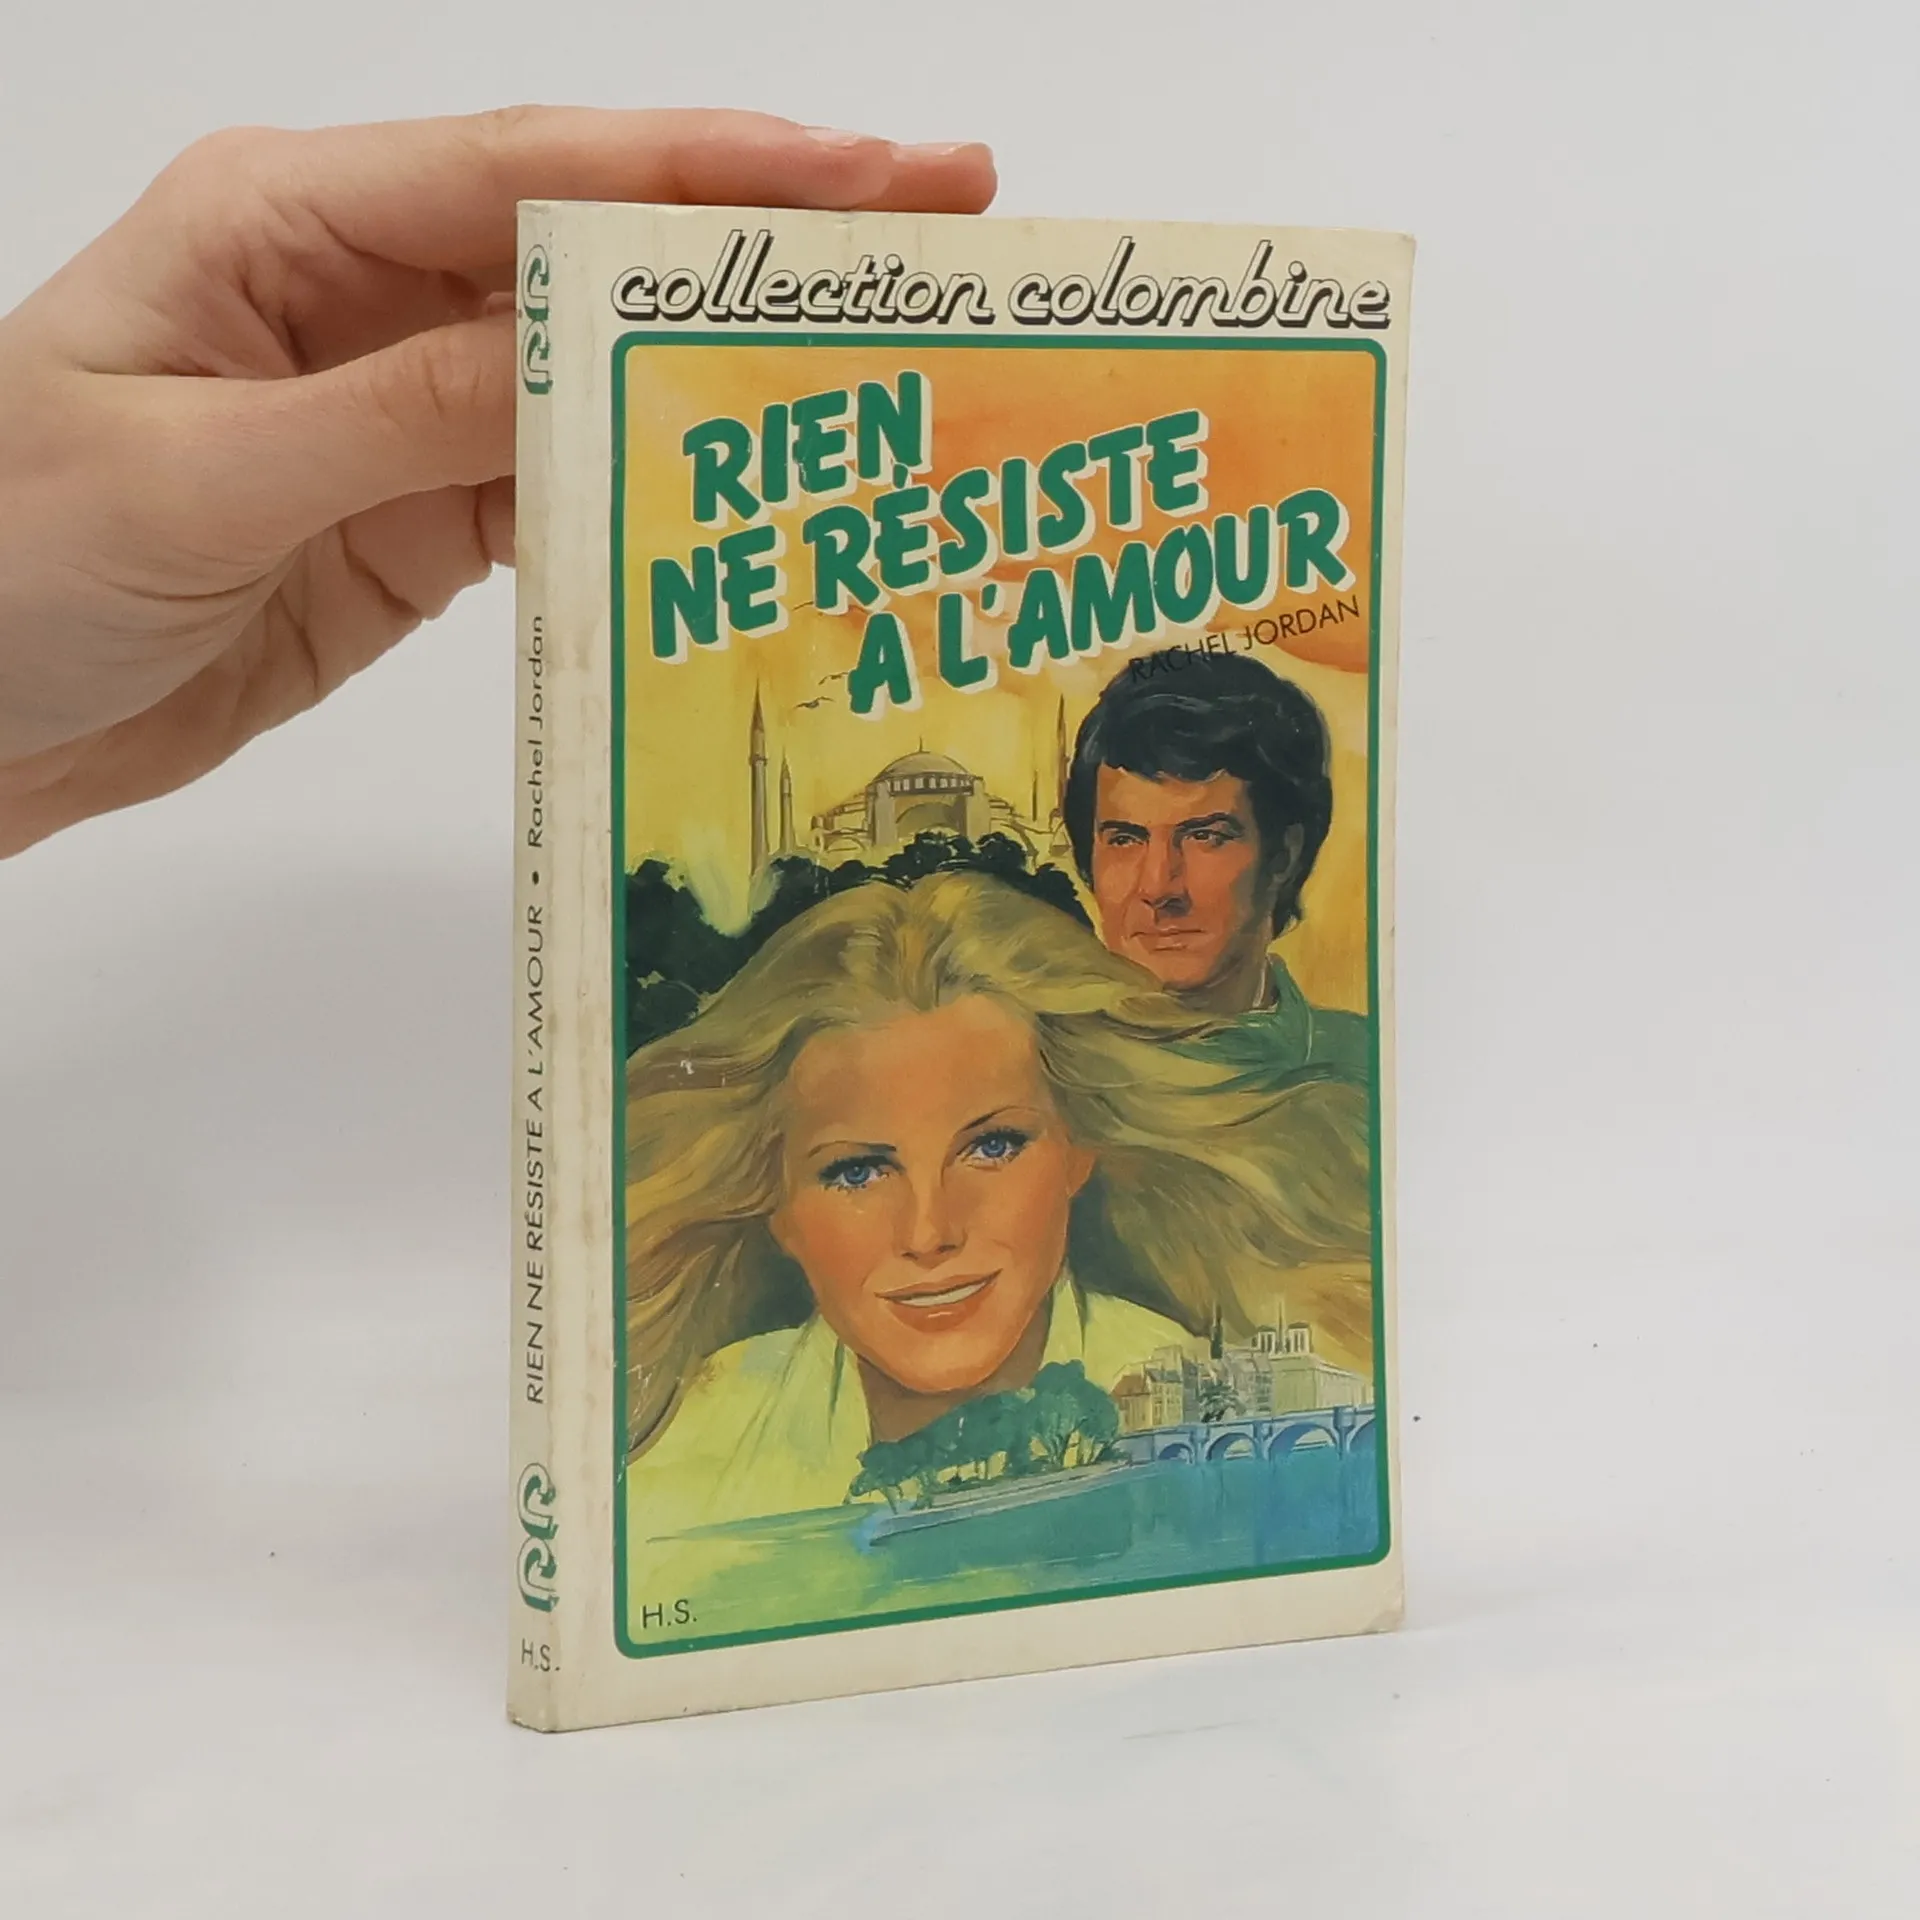 collection colombine
RIEN
NE RÉSISTE
A L'AMOUR
RACHEL JORDAN
H.S.
RIEN NE RÉSISTE A L'AMOUR • Rachel Jordan
H.S.